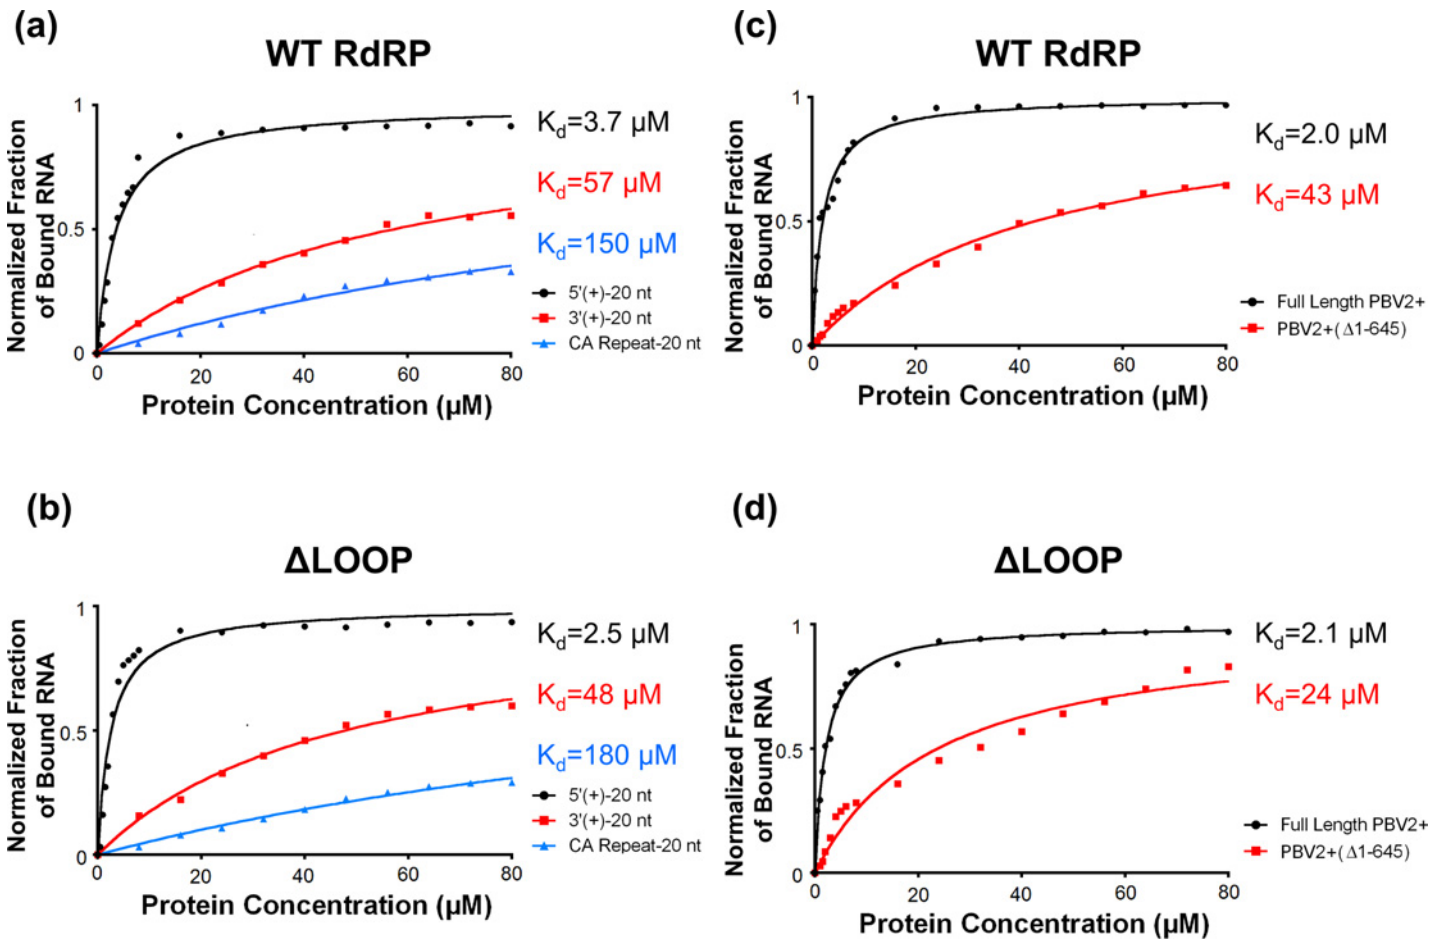 (a)
WT RdRP
Normalized Fraction
of Bound RNA
1
0.5
0
0
20
40
60
80
Protein Concentration (µM)
Kd=3.7 µM
Kd=57 µM
Kd=150 µM
5'(+)-20 nt
3'(+)-20 nt
CA Repeat-20 nt
(c)
WT RdRP
Normalized Fraction
of Bound RNA
1
0.5
0
0
20
40
60
80
Protein Concentration (µM)
Kd=2.0 µM
Kd=43 µM
Full Length PBV2+
PBV2+(Δ1-645)
(b)
ΔLOOP
Normalized Fraction
of Bound RNA
1
0.5
0
0
20
40
60
80
Protein Concentration (µM)
Kd=2.5 µM
Kd=48 µM
Kd=180 µM
5'(+)-20 nt
3'(+)-20 nt
CA Repeat-20 nt
(d)
ΔLOOP
Normalized Fraction
of Bound RNA
1
0.5
0
0
20
40
60
80
Protein Concentration (µM)
Kd=2.1 µM
Kd=24 µM
Full Length PBV2+
PBV2+(Δ1-645)